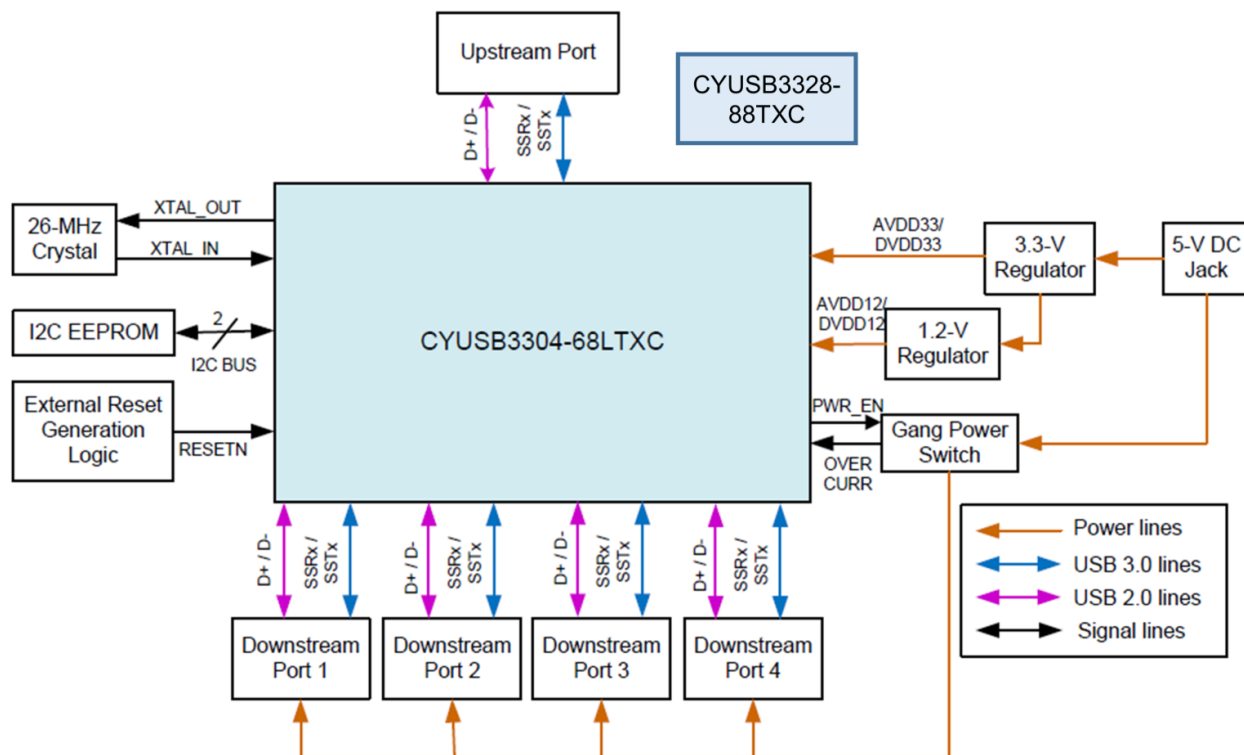 Upstream Port
CYUSB3328-
88TXC
D+ / D-
SSRx /
SSTx
26-MHz
Crystal
XTAL_OUT
XTAL_IN
I2C EEPROM
2
I2C BUS
External Reset
Generation
Logic
RESETN
CYUSB3304-68LTXC
AVDD33/
DVDD33
3.3-V
Regulator
5-V DC
Jack
AVDD12/
DVDD12
1.2-V
Regulator
PWR_EN
OVER
CURR
Gang Power
Switch
D+ / D-
SSRx /
SSTx
D+ / D-
SSRx /
SSTx
D+ / D-
SSRx /
SSTx
D+ / D-
SSRx /
SSTx
Downstream
Port 1
Downstream
Port 2
Downstream
Port 3
Downstream
Port 4
Power lines
USB 3.0 lines
USB 2.0 lines
Signal lines